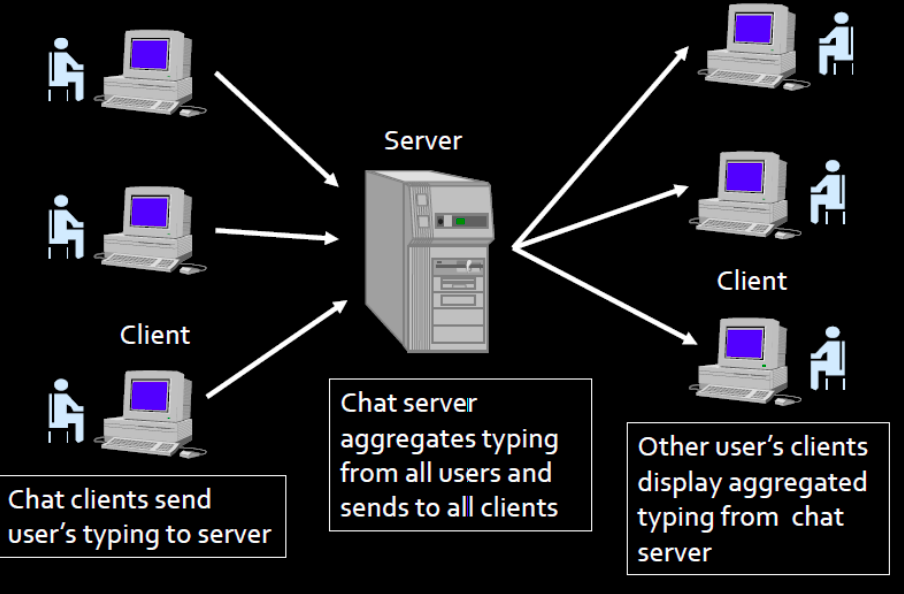 Server
Client
Client
Chat clients send
user's typing to server
Chat server
aggregates typing
from all users and
sends to all clients
Other user's clients
display aggregated
typing from chat
server